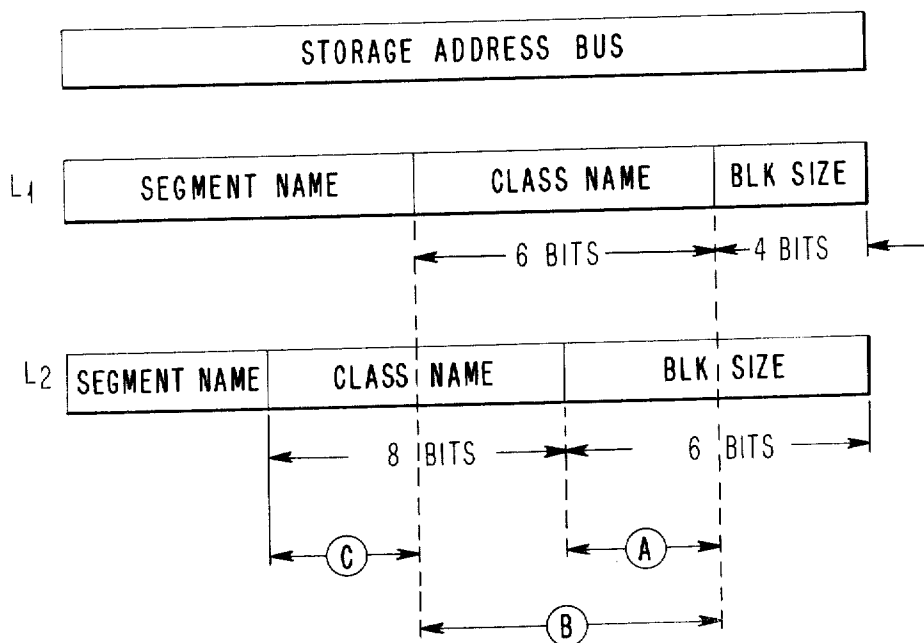 STORAGE ADDRESS BUS
L1 SEGMENT NAME CLASS NAME BLK SIZE
6 BITS 4 BITS
L2 SEGMENT NAME CLASS NAME BLK SIZE
8 BITS 6 BITS
C A
B